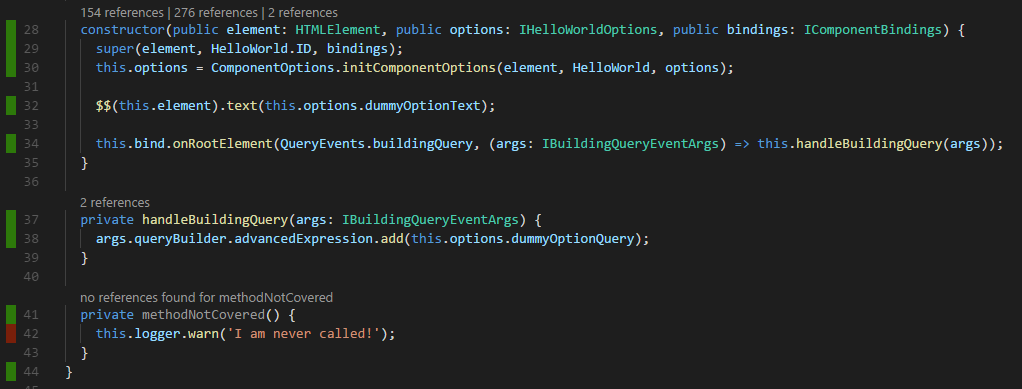 154 references | 276 references | 2 references
28 constructor(public element: HTMLElement, public options: IHelloWorldOptions, public bindings: IComponentBindings) {
29 super(element, HelloWorld.ID, bindings);
30 this.options = ComponentOptions.initComponentOptions(element, HelloWorld, options);
31
32 $$(this.element).text(this.options.dummyOptionText);
33
34 this.bind.onRootElement(QueryEvents.buildingQuery, (args: IBuildingQueryEventArgs) => this.handleBuildingQuery(args));
35 }
36
2 references
37 private handleBuildingQuery(args: IBuildingQueryEventArgs) {
38 args.queryBuilder.advancedExpression.add(this.options.dummyOptionQuery);
39 }
40
no references found for methodNotCovered
41 private methodNotCovered() {
42 this.logger.warn('I am never called!');
43 }
44 }